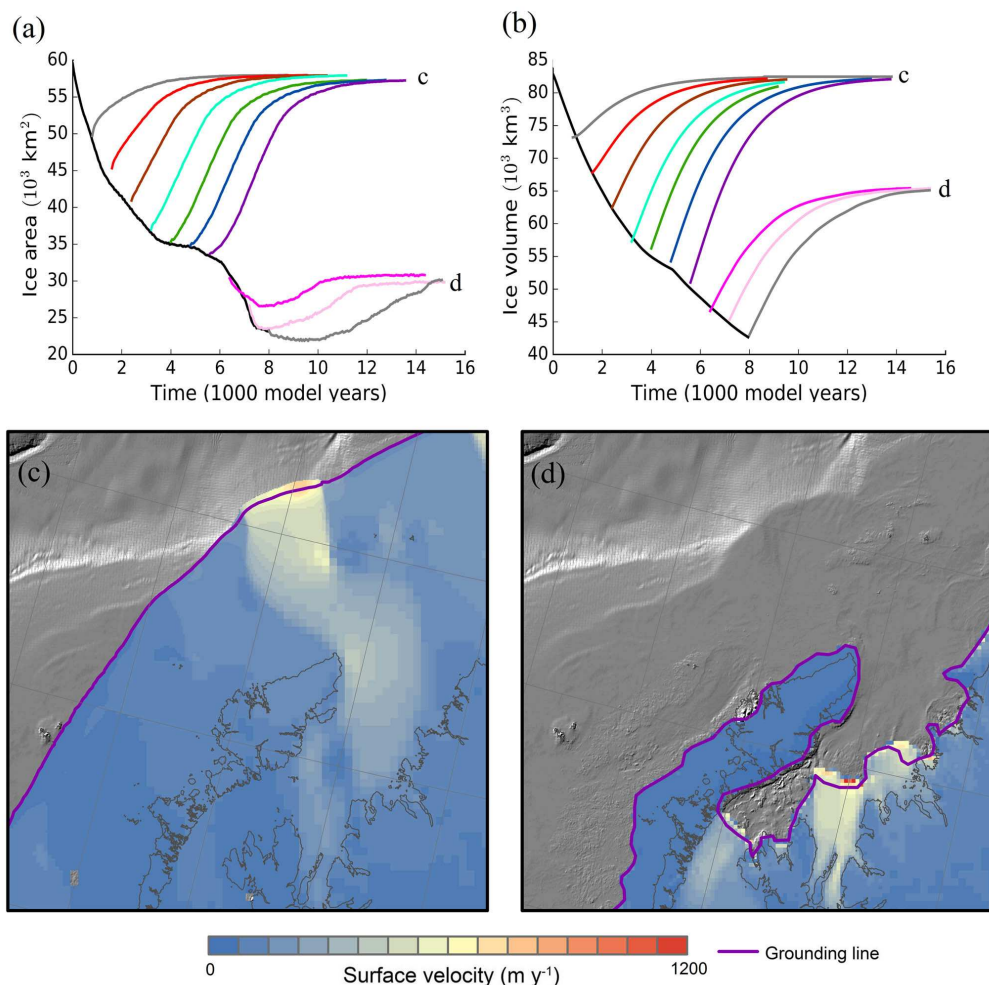 (a)
60
55
50
45
40
35
30
25
20
0 2 4 6 8 10 12 14 16
Ice area (10³ km²)
Time (1000 model years)
c
d
(b)
85
80
75
70
65
60
55
50
45
40
0 2 4 6 8 10 12 14 16
Ice volume (10³ km³)
Time (1000 model years)
c
d
(c)
(d)
0 1200
Surface velocity (m y⁻¹)
Grounding line